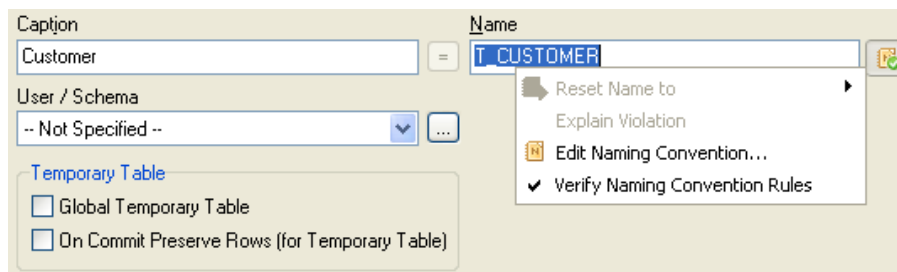 Caption
Name
Customer
=
T_CUSTOMER
User / Schema
-- Not Specified --
...
Reset Name to
Explain Violation
Edit Naming Convention...
Verify Naming Convention Rules
Temporary Table
Global Temporary Table
On Commit Preserve Rows (for Temporary Table)